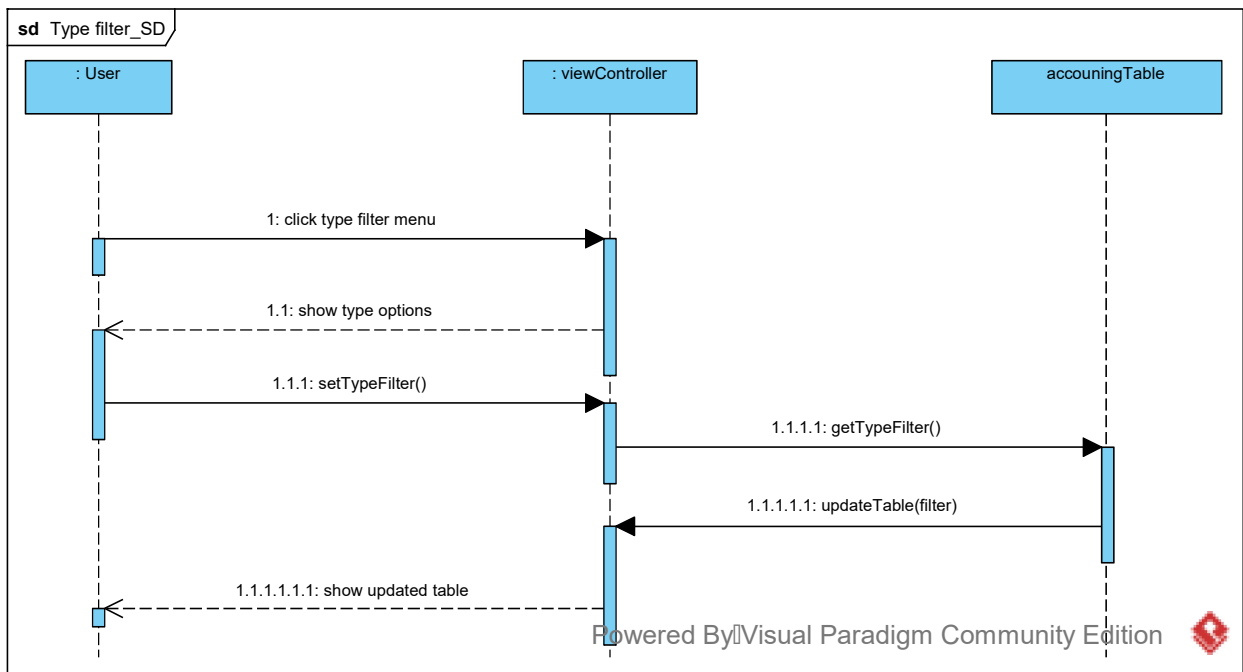 sd Type filter_SD
: User
: viewController
accouningTable
1: click type filter menu
1.1: show type options
1.1.1: setTypeFilter()
1.1.1.1: getTypeFilter()
1.1.1.1.1: updateTable(filter)
1.1.1.1.1.1: show updated table
Powered By Visual Paradigm Community Edition